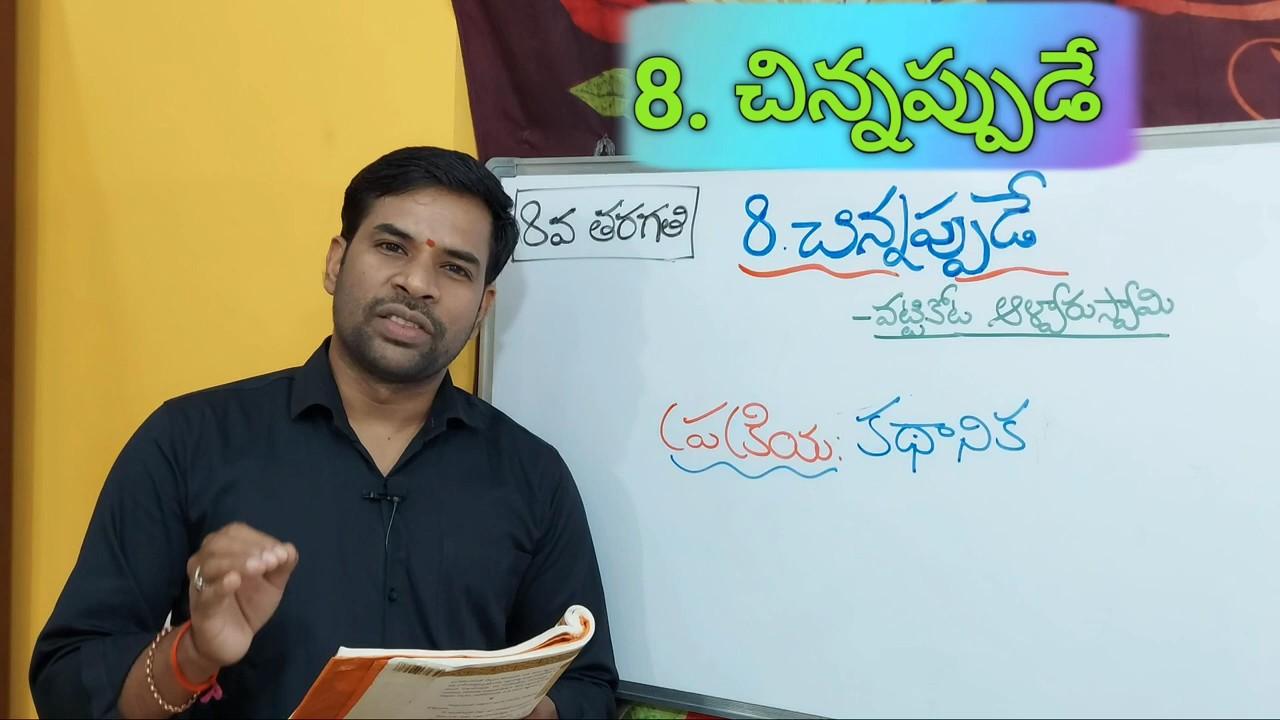 8. చిన్నప్పుడే
8వ తరగతి
8. చిన్నప్పుడే
- వట్టికోట ఆళ్వారుస్వామి
ప్రక్రియ: కథానిక